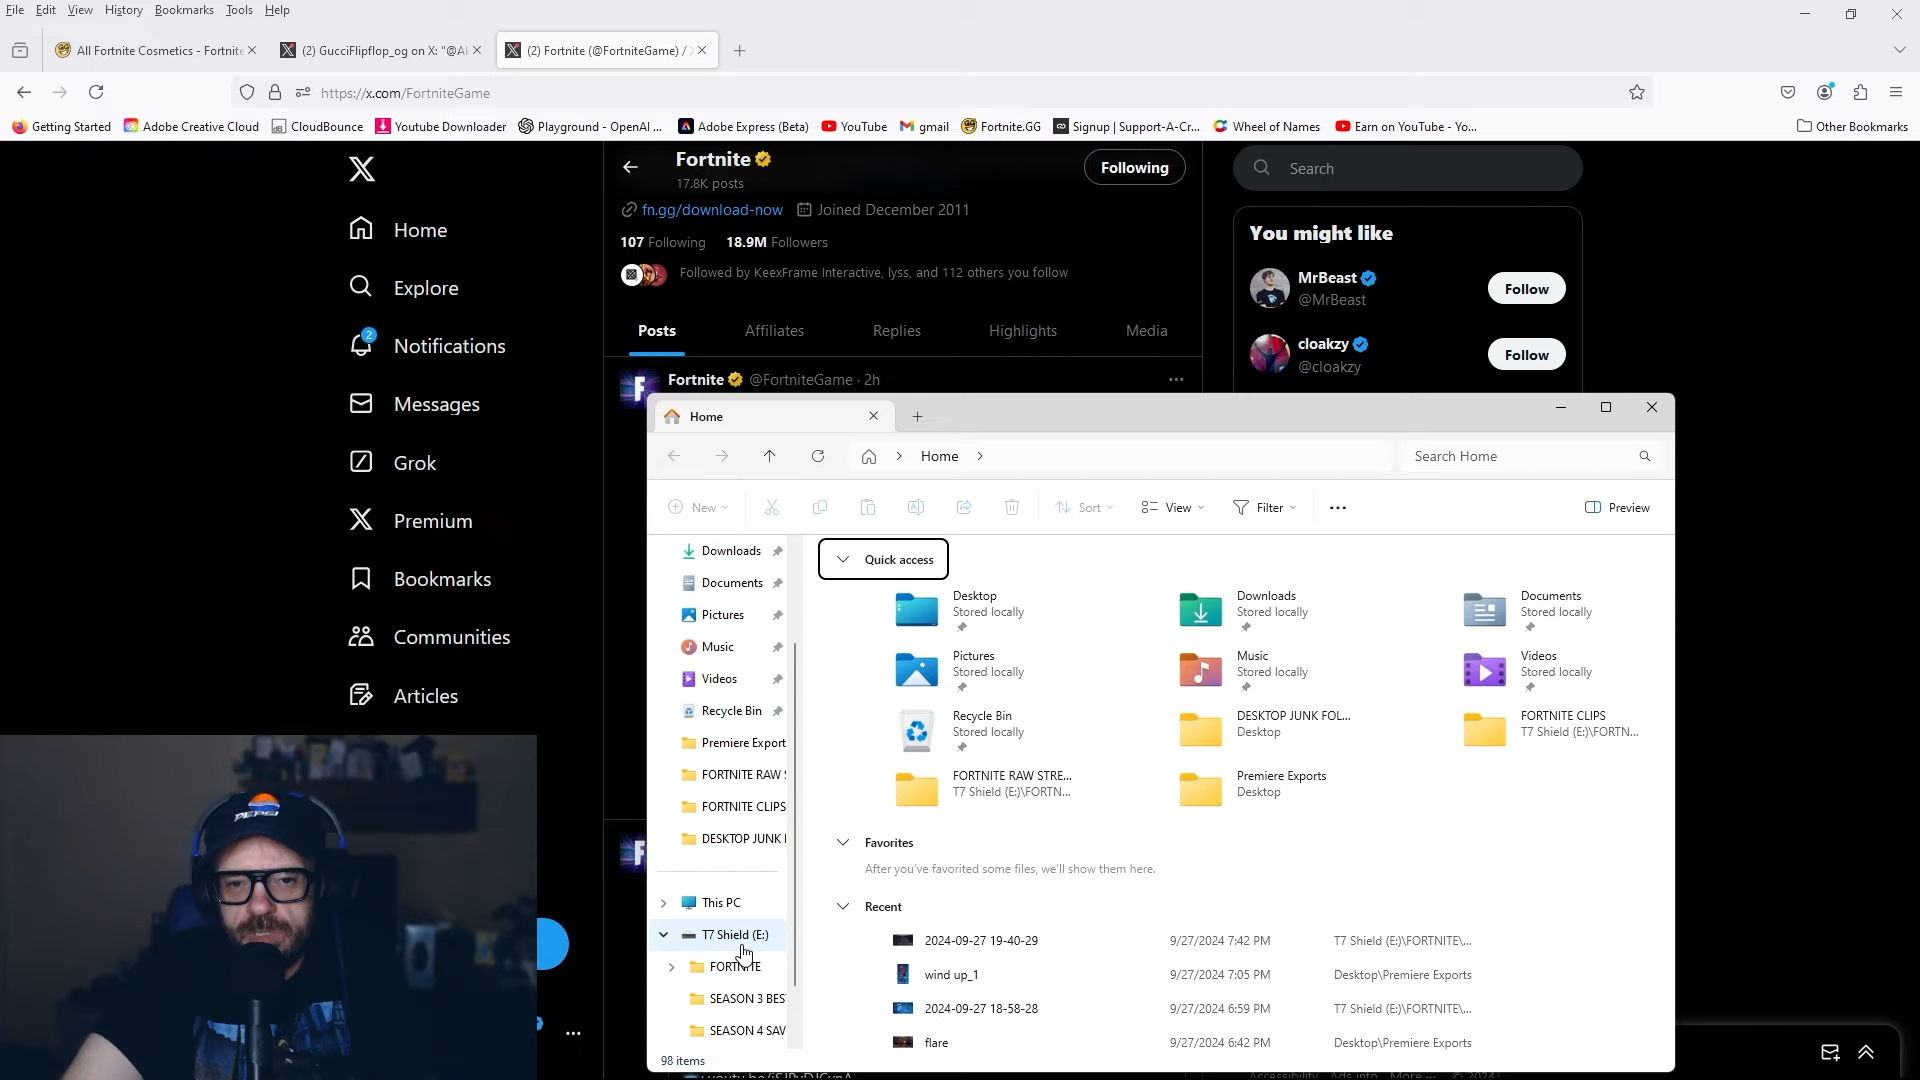 File Edit View History Bookmarks Tools Help
All Fortnite Cosmetics - Fortnite
(2) GucciFlipflop_og on X: "@Al
(2) Fortnite (@FortniteGame) /
https://x.com/FortniteGame
Getting Started
Adobe Creative Cloud
CloudBounce
Youtube Downloader
Playground - OpenAI ...
Adobe Express (Beta)
YouTube
gmail
Fortnite.GG
Signup | Support-A-Cr...
Wheel of Names
Earn on YouTube - Yo...
Other Bookmarks
Home
Explore
2
Notifications
Messages
Grok
Premium
Bookmarks
Communities
Articles
Fortnite
17.8K posts
Following
fn.gg/download-now Joined December 2011
107 Following 18.9M Followers
Followed by KeexFrame Interactive, lyss, and 112 others you follow
Posts Affiliates Replies Highlights Media
Fortnite @FortniteGame · 2h
Search
You might like
MrBeast
@MrBeast
Follow
cloakzy
@cloakzy
Follow
Home
Home
Search Home
New
Sort
View
Filter
Preview
Downloads
Documents
Pictures
Music
Videos
Recycle Bin
Premiere Export
FORTNITE RAW S
FORTNITE CLIPS
DESKTOP JUNK
This PC
T7 Shield (E:)
FORTNITE
SEASON 3 BES
SEASON 4 SAV
98 items
Quick access
Desktop
Stored locally
Downloads
Stored locally
Documents
Stored locally
Pictures
Stored locally
Music
Stored locally
Videos
Stored locally
Recycle Bin
Stored locally
DESKTOP JUNK FOL...
Desktop
FORTNITE CLIPS
T7 Shield (E:)\FORTN...
FORTNITE RAW STRE...
T7 Shield (E:)\FORTN...
Premiere Exports
Desktop
Favorites
After you've favorited some files, we'll show them here.
Recent
2024-09-27 19-40-29 9/27/2024 7:42 PM T7 Shield (E:)\FORTNITE\...
wind up_1 9/27/2024 7:05 PM Desktop\Premiere Exports
2024-09-27 18-58-28 9/27/2024 6:59 PM T7 Shield (E:)\FORTNITE\...
flare 9/27/2024 6:42 PM Desktop\Premiere Exports
PEPSI